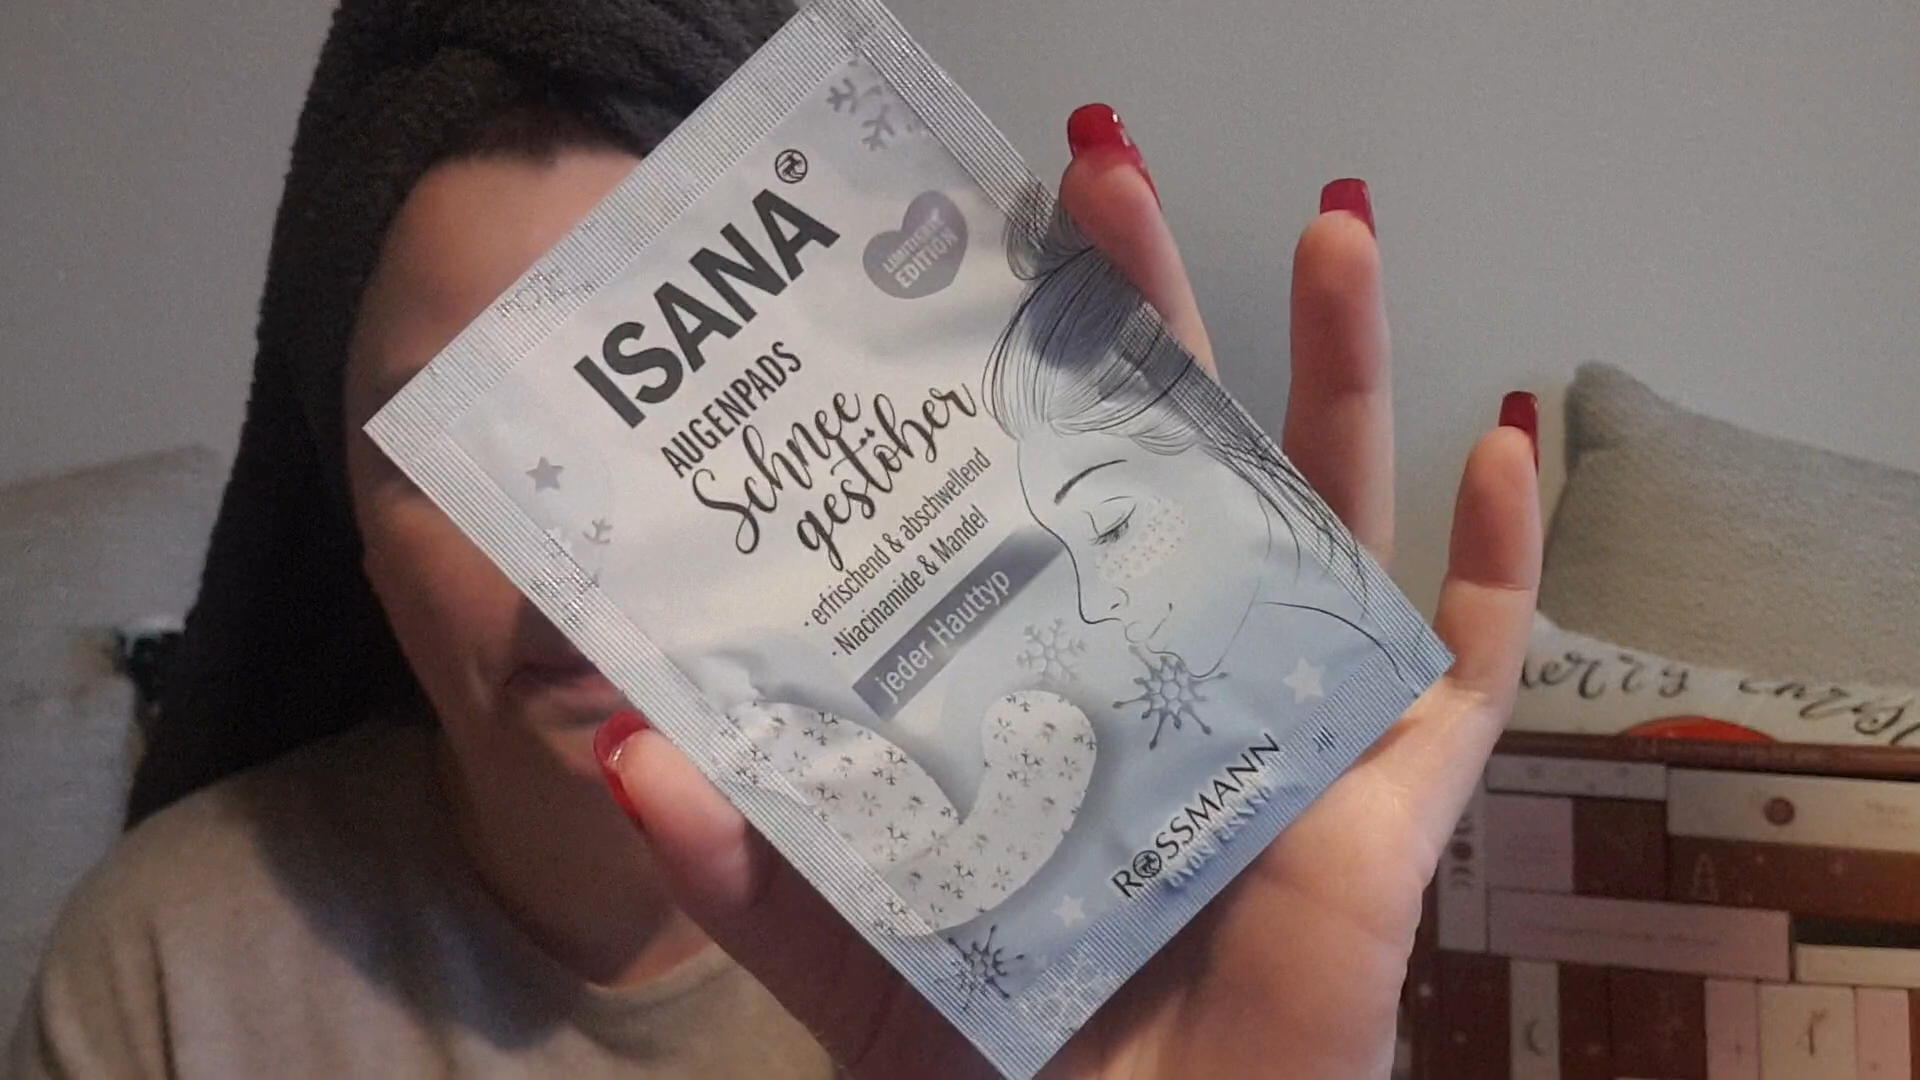 ISANA®
LIMITIERTE
EDITION
AUGENPADS
Schnee
gestöber
· erfrischend & abschwellend
· Niacinamide & Mandel
jeder Hauttyp
ROSSMANN